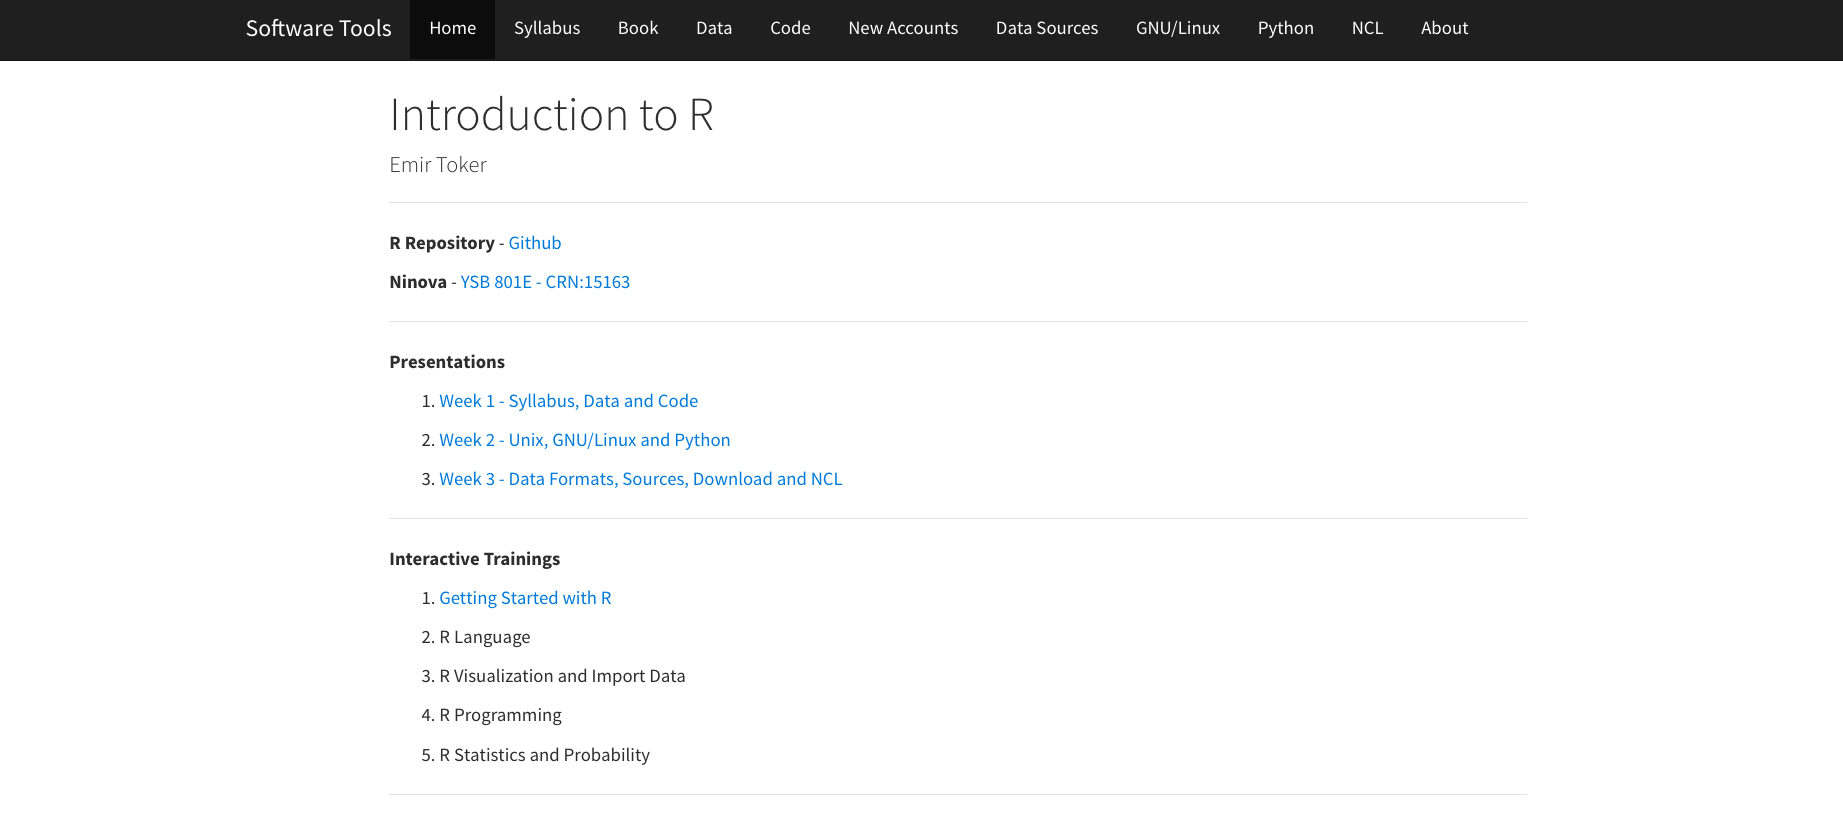 Software Tools Home Syllabus Book Data Code New Accounts Data Sources GNU/Linux Python NCL About
Introduction to R
Emir Toker
R Repository - Github
Ninova - YSB 801E - CRN:15163
Presentations
1. Week 1 - Syllabus, Data and Code
2. Week 2 - Unix, GNU/Linux and Python
3. Week 3 - Data Formats, Sources, Download and NCL
Interactive Trainings
1. Getting Started with R
2. R Language
3. R Visualization and Import Data
4. R Programming
5. R Statistics and Probability